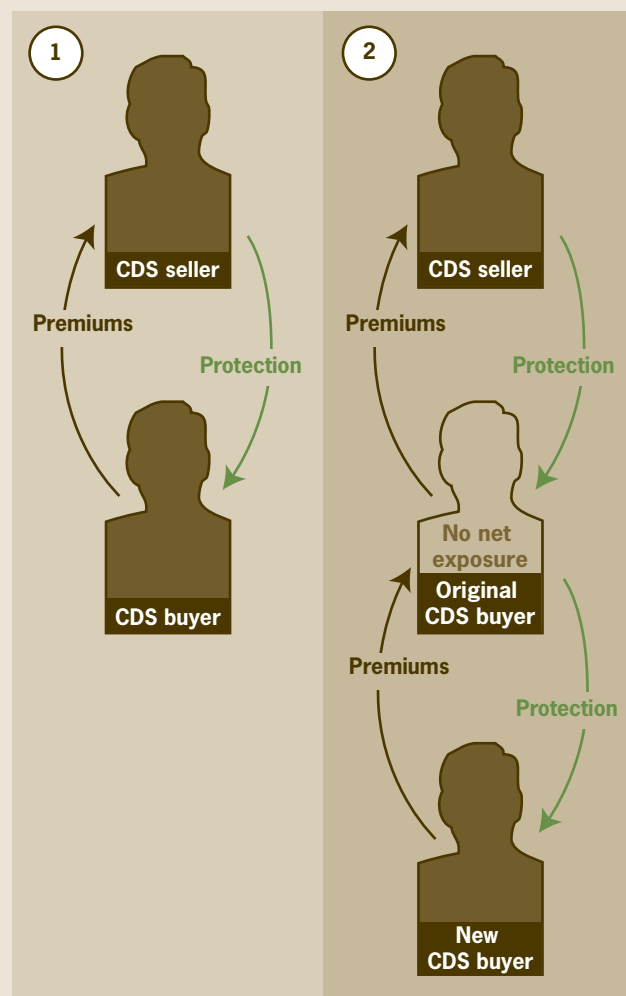 1
CDS seller
Premiums
Protection
CDS buyer
2
CDS seller
Premiums
Protection
No net
exposure
Original
CDS buyer
Premiums
Protection
New
CDS buyer